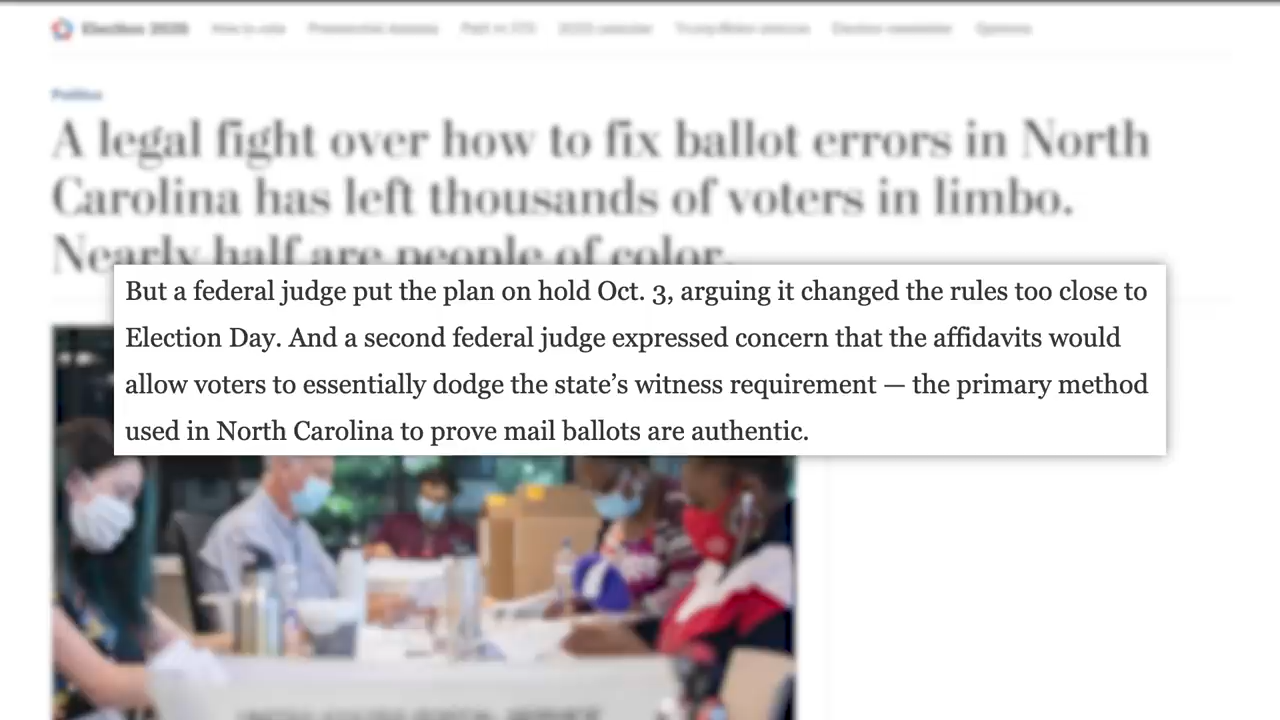 Election 2020
Politics
A legal fight over how to fix ballot errors in North
Carolina has left thousands of voters in limbo.
Nearly half are people of color.
But a federal judge put the plan on hold Oct. 3, arguing it changed the rules too close to
Election Day. And a second federal judge expressed concern that the affidavits would
allow voters to essentially dodge the state’s witness requirement — the primary method
used in North Carolina to prove mail ballots are authentic.